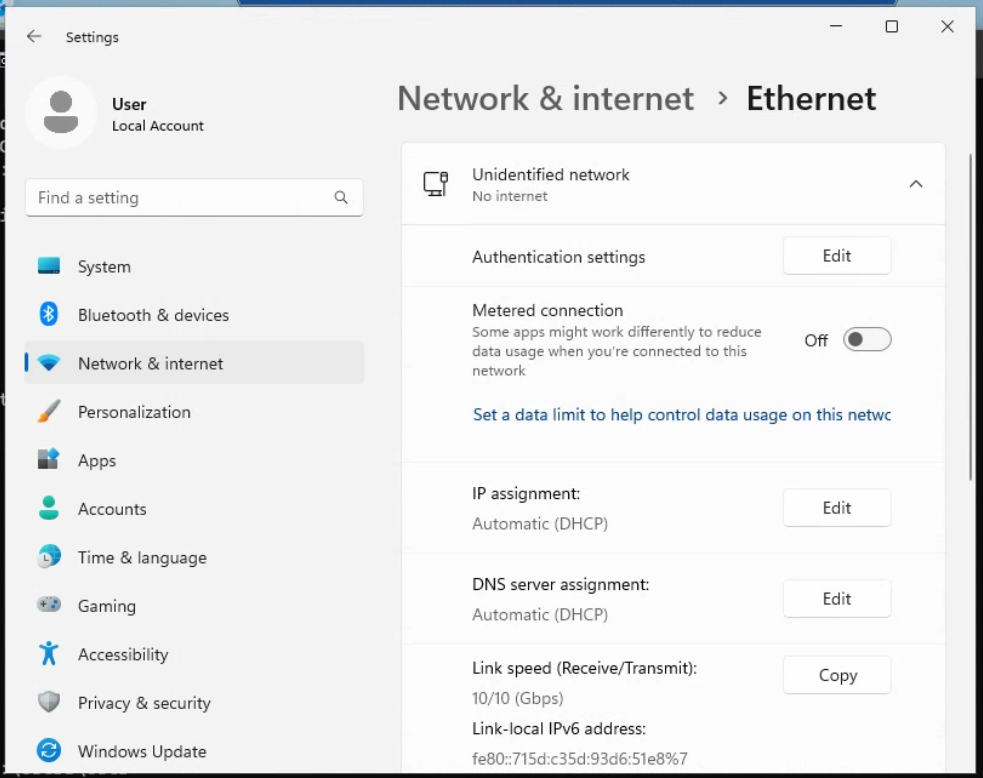 Settings
User
Local Account
Find a setting
System
Bluetooth & devices
Network & internet
Personalization
Apps
Accounts
Time & language
Gaming
Accessibility
Privacy & security
Windows Update
Network & internet › Ethernet
Unidentified network
No internet
Authentication settings
Edit
Metered connection
Some apps might work differently to reduce
data usage when you're connected to this
network
Off
Set a data limit to help control data usage on this netwc
IP assignment:
Automatic (DHCP)
Edit
DNS server assignment:
Automatic (DHCP)
Edit
Link speed (Receive/Transmit):
10/10 (Gbps)
Copy
Link-local IPv6 address:
fe80::715d:c35d:93d6:51e8%7